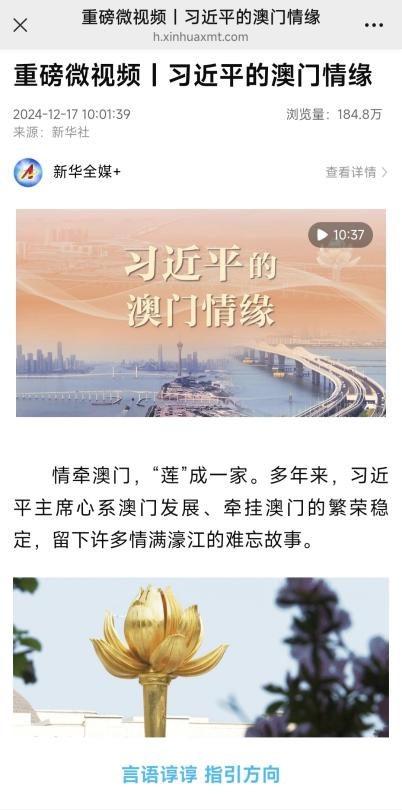 重磅微视频丨习近平的澳门情缘
h.xinhuaxmt.com
重磅微视频丨习近平的澳门情缘
2024-12-17 10:01:39
浏览量：184.8万
来源：新华社
新华全媒+
查看详情
10:37
习近平的
澳门情缘
情牵澳门，“莲”成一家。多年来，习近
平主席心系澳门发展、牵挂澳门的繁荣稳
定，留下许多情满濠江的难忘故事。
言语谆谆 指引方向